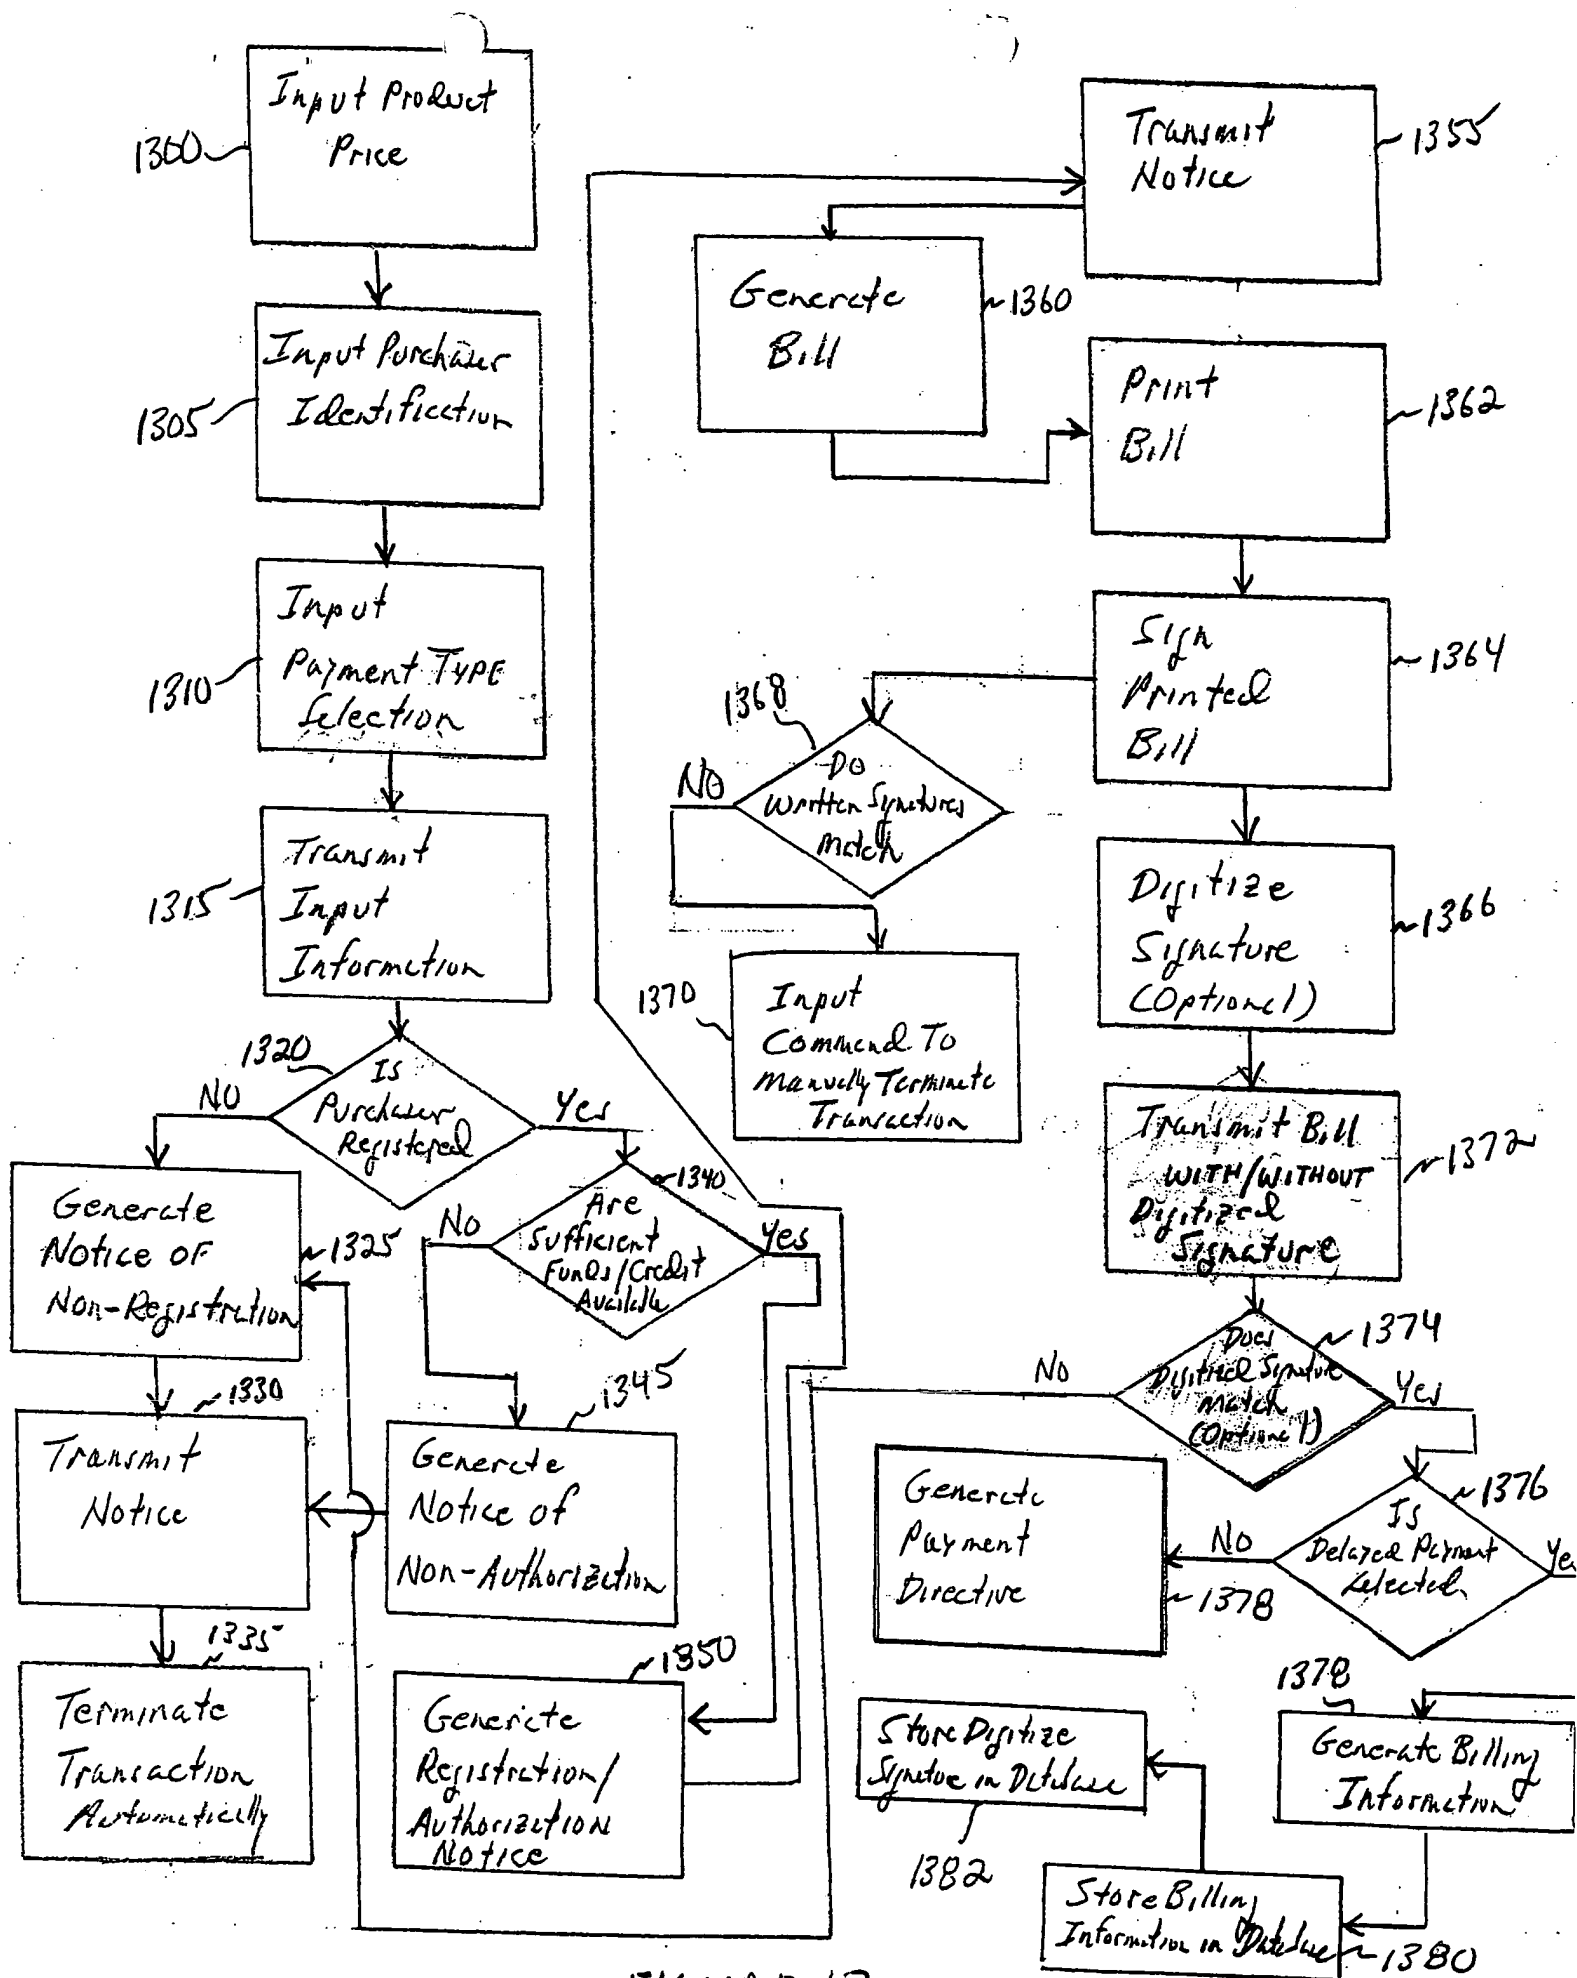 Input Product
Price
1300
Input Purchaser
Identification
1305
Input
Payment TYPE
Selection
1310
Transmit
Input
Information
1315
1320
Is
Purchaser
Registered
NO
Yes
Generate
Notice of
Non-Registration
1325
1330
Transmit
Notice
1335
Terminate
Transaction
Automatically
1340
Are
Sufficient
Funds/Credit
Available
No
Yes
1345
Generate
Notice of
Non-Authorization
1350
Generate
Registration/
Authorization
Notice
Transmit
Notice
1355
Generate
Bill
1360
Print
Bill
1362
Sign
Printed
Bill
1364
1368
Do
Written Signatures
Match
NO
1370
Input
Command To
Manually Terminate
Transaction
Digitize
Signature
(Optional)
1366
Transmit Bill
WITH/WITHOUT
Digitized
Signature
1372
1374
Does
Digitized Signature
Match
(Optional)
No
Yes
1376
Is
Delayed Payment
Selected
No
Ye
Generate
Payment
Directive
1378
1378
Generate Billing
Information
Store Billing
Information in Database
1380
Store Digitize
Signature in Database
1382